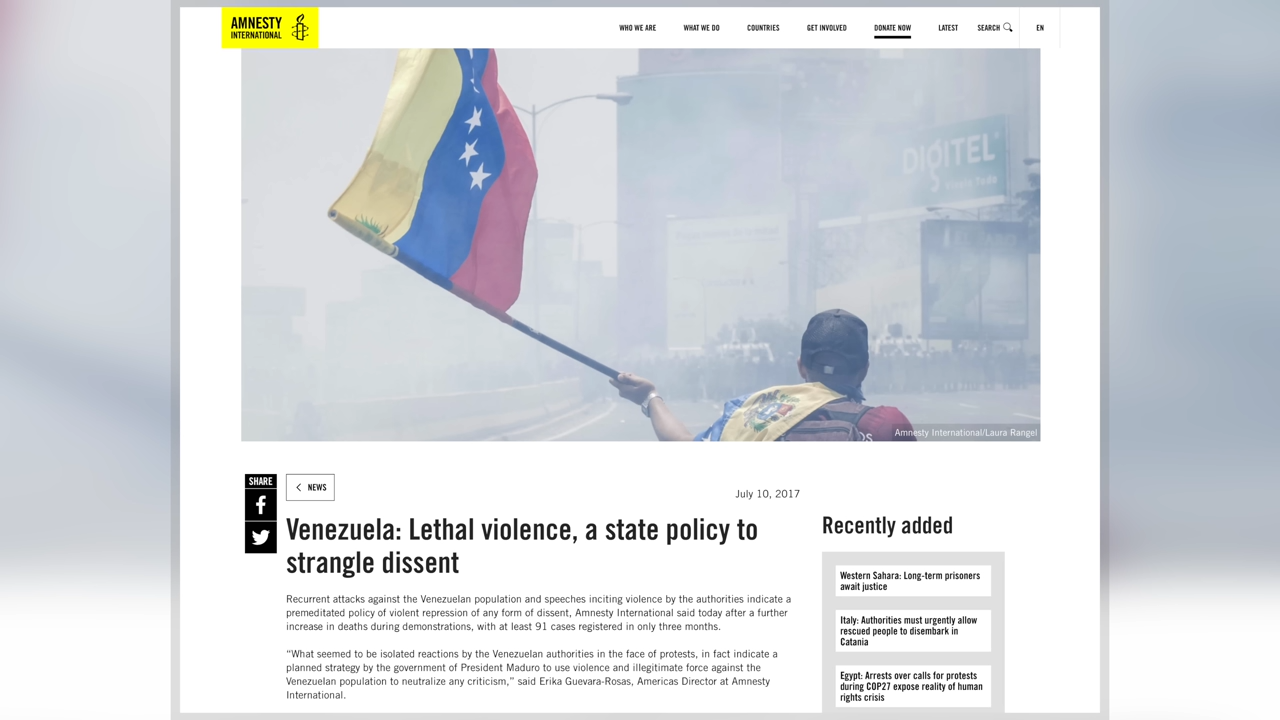 AMNESTY
INTERNATIONAL
WHO WE ARE
WHAT WE DO
COUNTRIES
GET INVOLVED
DONATE NOW
LATEST
SEARCH
EN
DIGITEL
Amnesty International/Laura Rangel
SHARE
NEWS
July 10, 2017
Venezuela: Lethal violence, a state policy to
strangle dissent
Recurrent attacks against the Venezuelan population and speeches inciting violence by the authorities indicate a
premeditated policy of violent repression of any form of dissent, Amnesty International said today after a further
increase in deaths during demonstrations, with at least 91 cases registered in only three months.
“What seemed to be isolated reactions by the Venezuelan authorities in the face of protests, in fact indicate a
planned strategy by the government of President Maduro to use violence and illegitimate force against the
Venezuelan population to neutralize any criticism,” said Erika Guevara-Rosas, Americas Director at Amnesty
International.
Recently added
Western Sahara: Long-term prisoners
await justice
Italy: Authorities must urgently allow
rescued people to disembark in
Catania
Egypt: Arrests over calls for protests
during COP27 expose reality of human
rights crisis